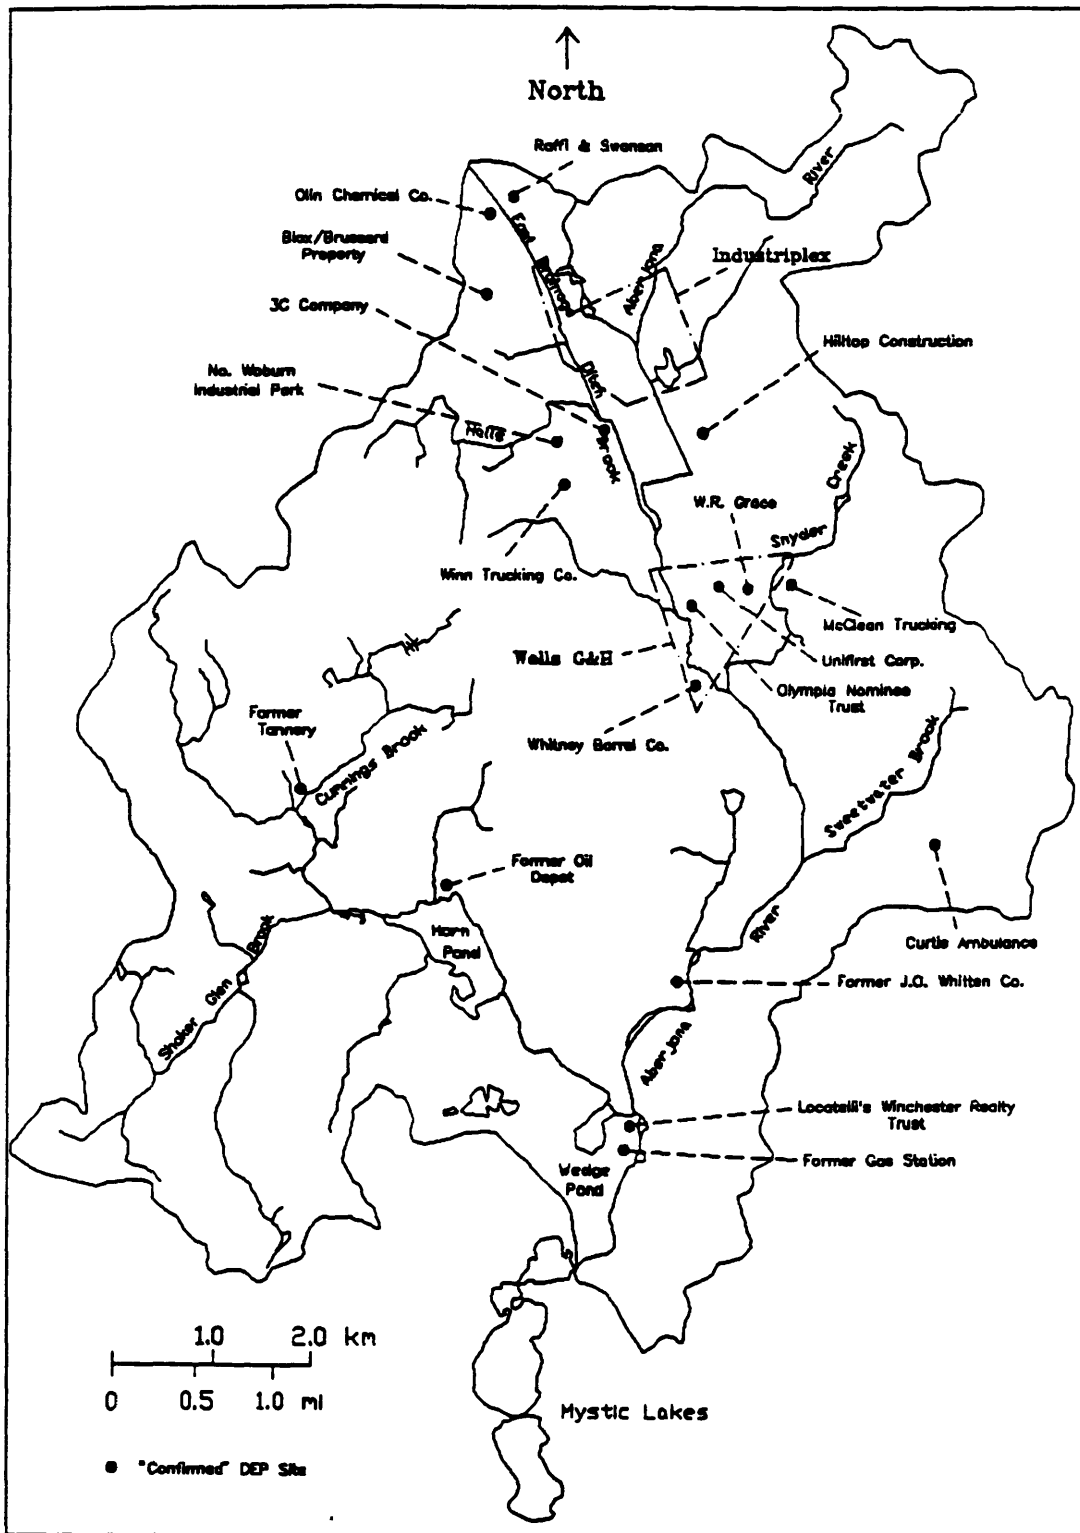 North
Raffi & Swanson
River
Olin Chemical Co.
East
Blax/Brussard
Property
Drainage
Aberjona
Industriplex
3C Company
Ditch
Hilltop Construction
No. Woburn
Industrial Park
Halls
Brook
Creek
W.R. Grace
Snyder
Winn Trucking Co.
McClean Trucking
Wells G&H
Unifirst Corp.
Olympia Nominee
Trust
Former
Tannery
Whitney Barrel Co.
Cummings Brook
Sweetwater Brook
Former Oil
Depot
River
Horn
Pond
Brook
Curtis Ambulance
Glen
Former J.O. Whitten Co.
Shaker
Aberjona
Locatelli's Winchester Realty
Trust
Wedge
Pond
Former Gas Station
1.0 2.0 km
0 0.5 1.0 mi
Mystic Lakes
"Confirmed" DEP Site